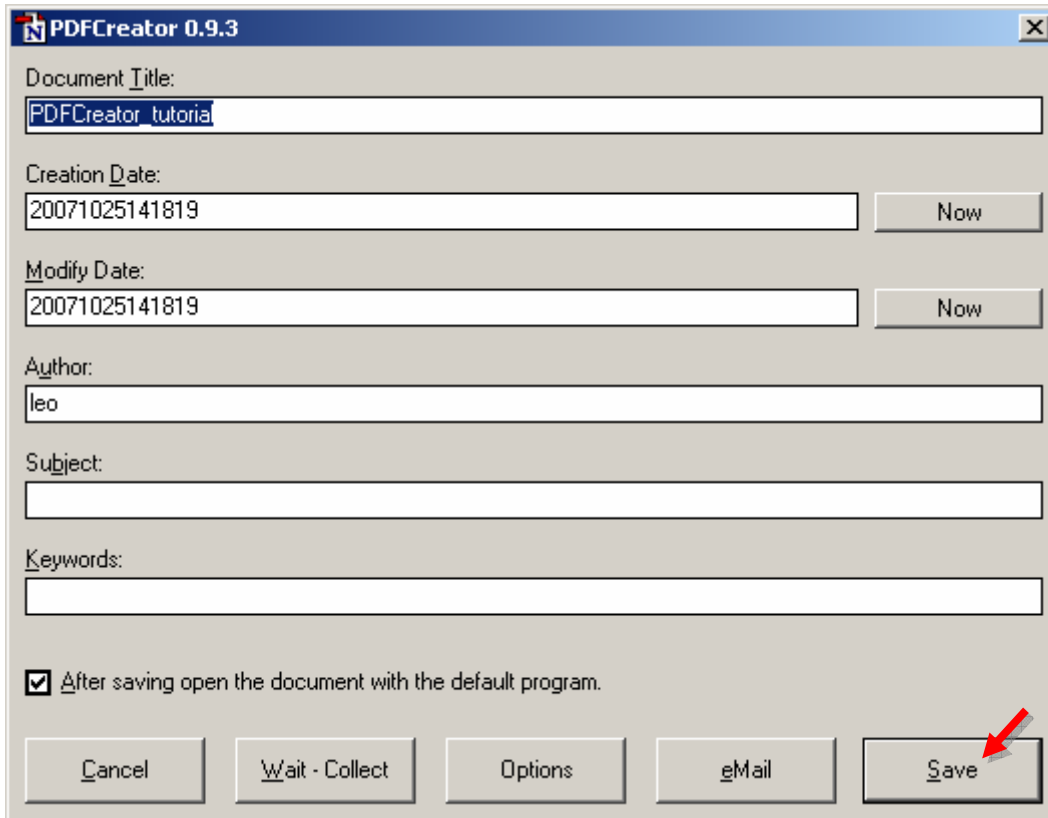 PDFCreator 0.9.3
Document Title:
PDFCreator_tutorial
Creation Date:
20071025141819
Now
Modify Date:
20071025141819
Now
Author:
leo
Subject:
Keywords:
After saving open the document with the default program.
Cancel Wait - Collect Options eMail Save